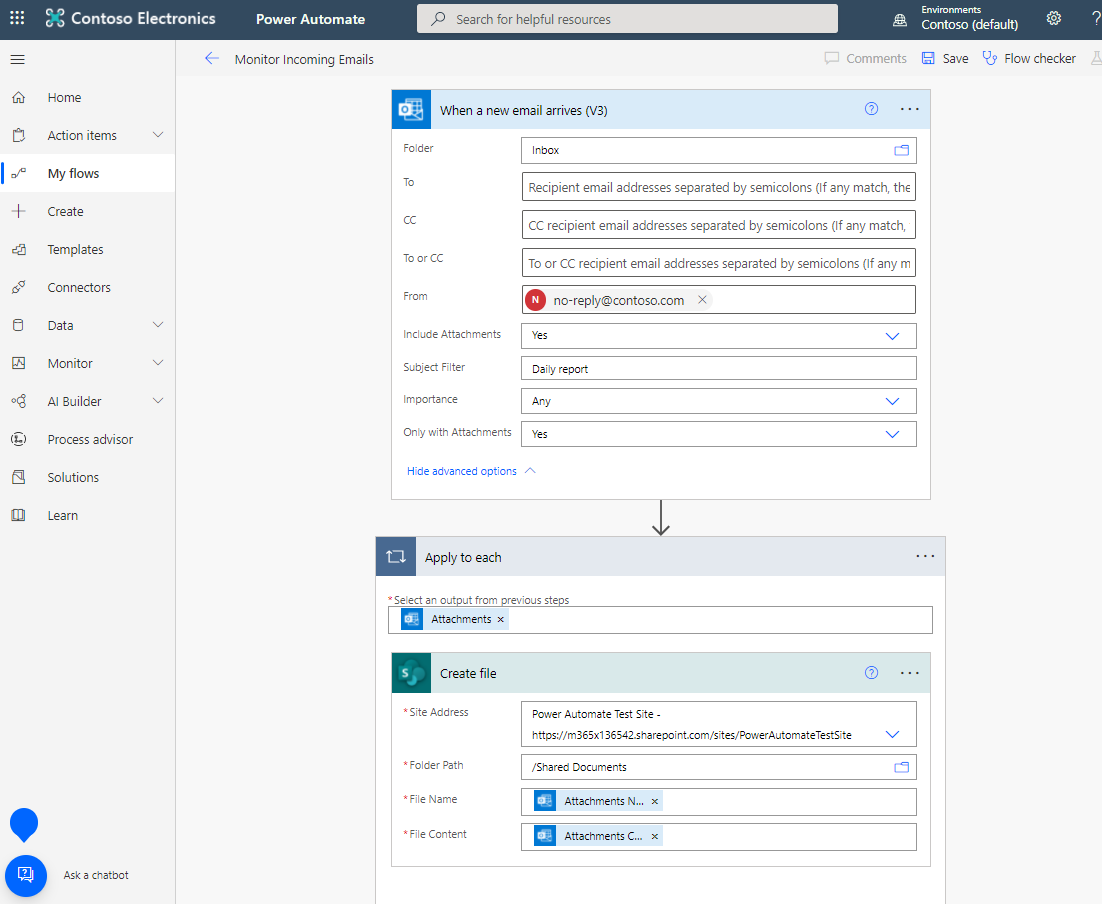 Contoso Electronics
Power Automate
Search for helpful resources
Environments
Contoso (default)
?
Monitor Incoming Emails
Comments
Save
Flow checker
Home
Action items
My flows
Create
Templates
Connectors
Data
Monitor
AI Builder
Process advisor
Solutions
Learn
Ask a chatbot
When a new email arrives (V3)
?
Folder
Inbox
To
Recipient email addresses separated by semicolons (If any match, the
CC
CC recipient email addresses separated by semicolons (If any match,
To or CC
To or CC recipient email addresses separated by semicolons (If any m
From
N no-reply@contoso.com
Include Attachments
Yes
Subject Filter
Daily report
Importance
Any
Only with Attachments
Yes
Hide advanced options
Apply to each
*Select an output from previous steps
Attachments
S
Create file
?
*Site Address
Power Automate Test Site -
https://m365x136542.sharepoint.com/sites/PowerAutomateTestSite
*Folder Path
/Shared Documents
*File Name
Attachments N...
*File Content
Attachments C...